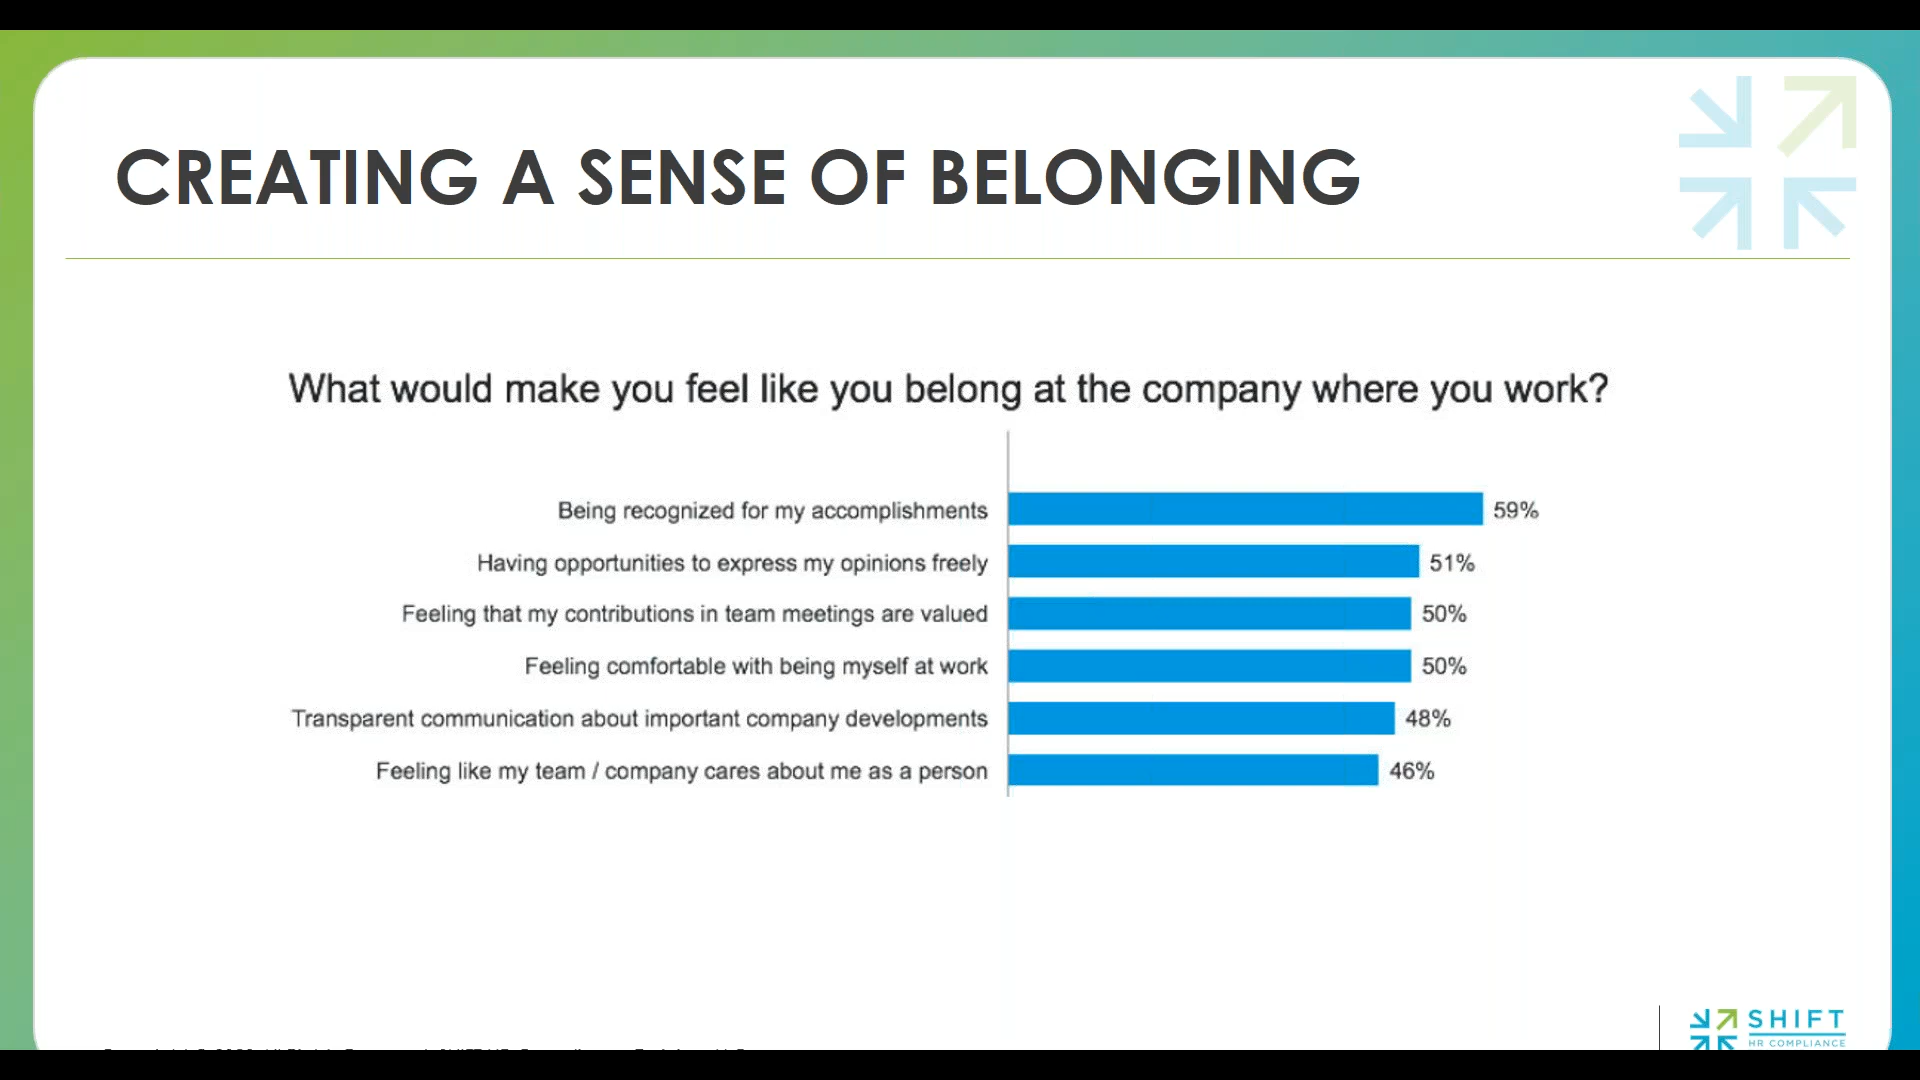 CREATING A SENSE OF BELONGING
What would make you feel like you belong at the company where you work?
Being recognized for my accomplishments 59%
Having opportunities to express my opinions freely 51%
Feeling that my contributions in team meetings are valued 50%
Feeling comfortable with being myself at work 50%
Transparent communication about important company developments 48%
Feeling like my team / company cares about me as a person 46%
SHIFT
HR COMPLIANCE